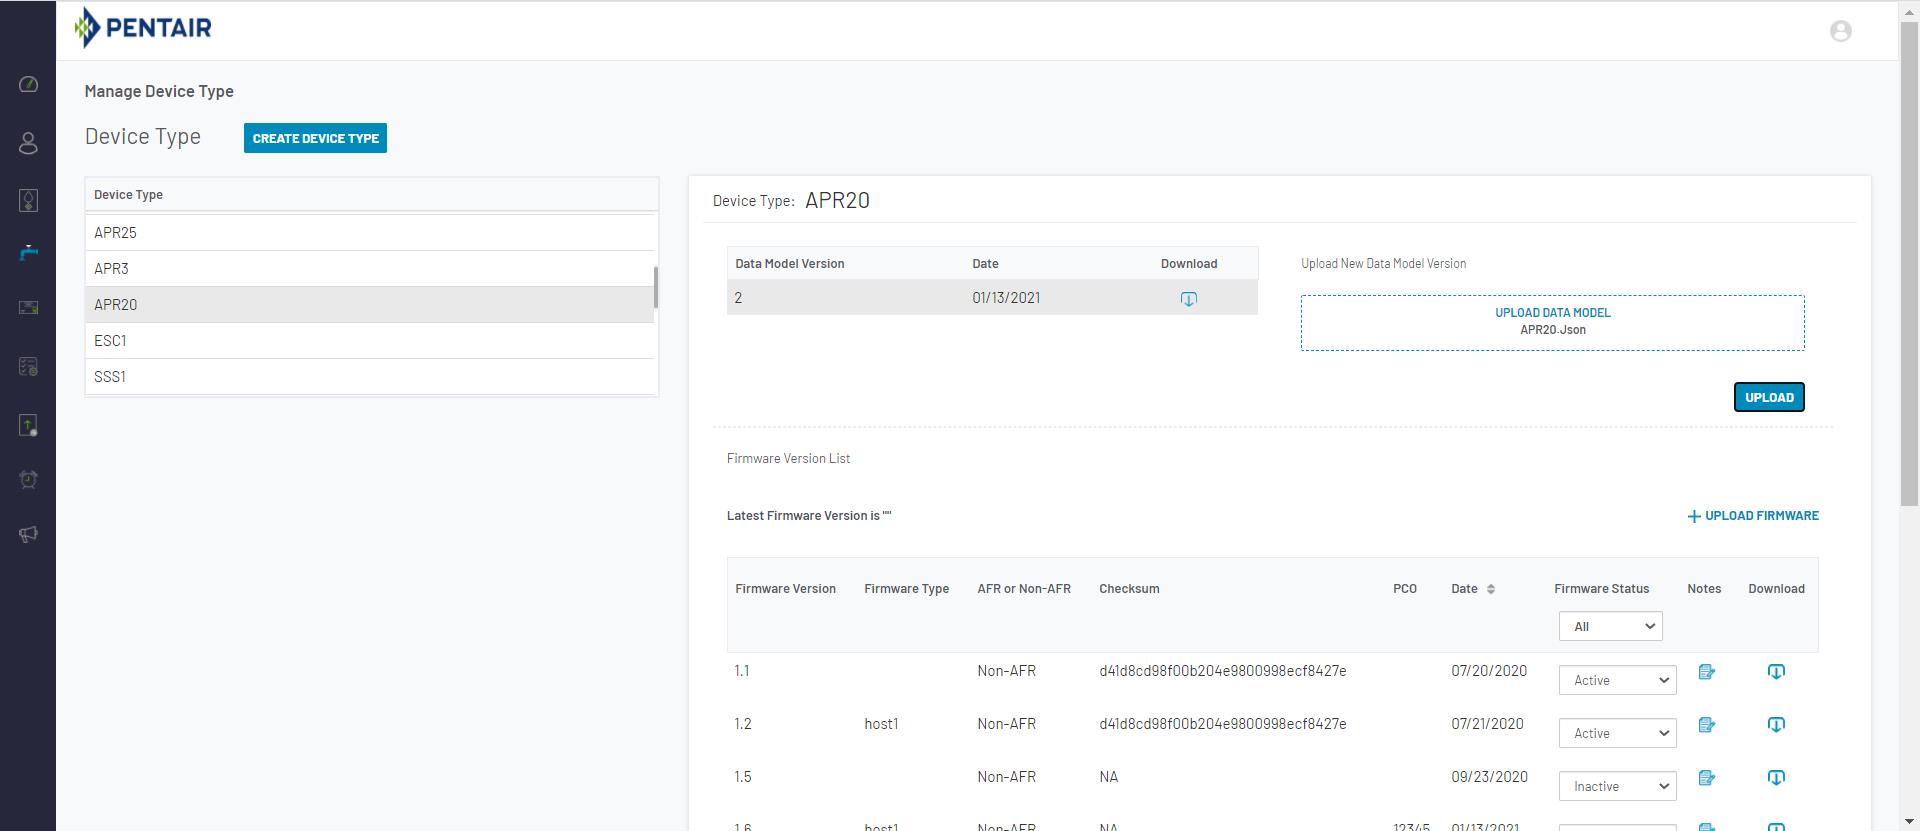 PENTAIR
Manage Device Type
Device Type
CREATE DEVICE TYPE
Device Type
APR25
APR3
APR20
ESC1
SSS1
Device Type: APR20
Data Model Version Date Download
2 01/13/2021
Upload New Data Model Version
UPLOAD DATA MODEL
APR20.Json
UPLOAD
Firmware Version List
Latest Firmware Version is ""
+ UPLOAD FIRMWARE
Firmware Version Firmware Type AFR or Non-AFR Checksum PCO Date Firmware Status Notes Download
All
1.1 Non-AFR d41d8cd98f00b204e9800998ecf8427e 07/20/2020 Active
1.2 host1 Non-AFR d41d8cd98f00b204e9800998ecf8427e 07/21/2020 Active
1.5 Non-AFR NA 09/23/2020 Inactive
1.6 host1 Non-AFR NA 12345 01/13/2021